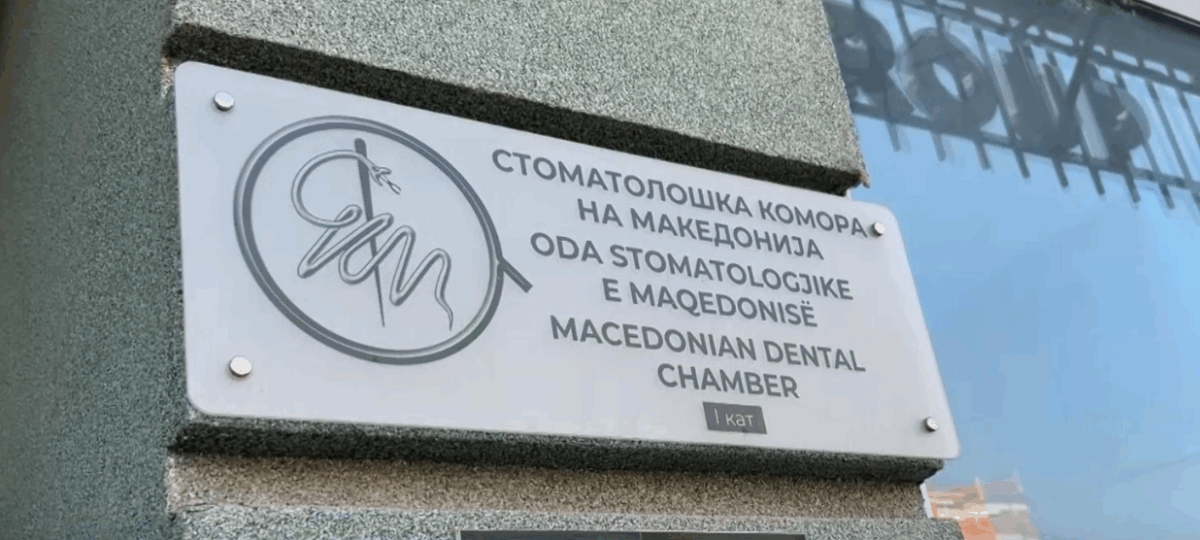 СТОМАТОЛОШКА КОМОРА
НА МАКЕДОНИЈА
ODA STOMATOLOGJIKE
E MAQEDONISË
MACEDONIAN DENTAL
CHAMBER
I кат